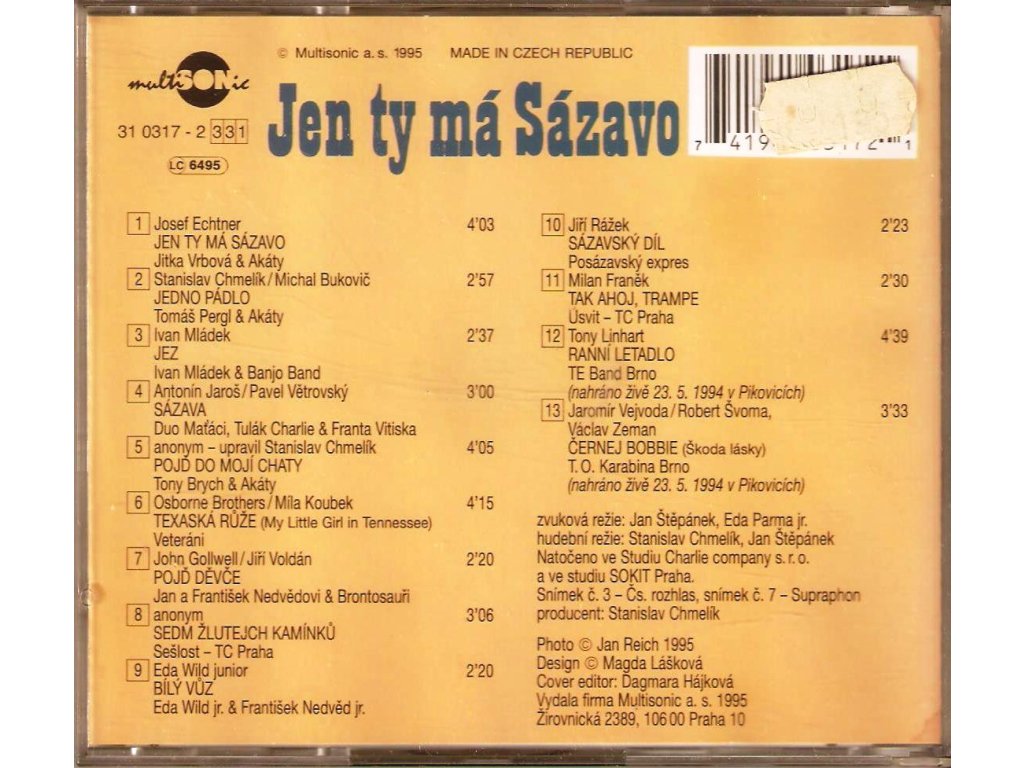 © Multisonic a. s. 1995 MADE IN CZECH REPUBLIC
multiSONic
31 0317 - 2 331
LC 6495
Jen ty má Sázavo
7 419 172 1
1 Josef Echtner 4'03
JEN TY MÁ SÁZAVO
Jitka Vrbová & Akáty
2 Stanislav Chmelík / Michal Bukovič 2'57
JEDNO PÁDLO
Tomáš Pergl & Akáty
3 Ivan Mládek 2'37
JEZ
Ivan Mládek & Banjo Band
4 Antonín Jaroš / Pavel Větrovský 3'00
SÁZAVA
Duo Maťáci, Tulák Charlie & Franta Vitiska
5 anonym – upravil Stanislav Chmelík 4'05
POJĎ DO MOJÍ CHATY
Tony Brych & Akáty
6 Osborne Brothers / Míla Koubek 4'15
TEXASKÁ RŮŽE (My Little Girl in Tennessee)
Veteráni
7 John Gollwell / Jiří Voldán 2'20
POJĎ DĚVČE
Jan a František Nedvědovi & Brontosauři
8 anonym 3'06
SEDM ŽLUTEJCH KAMÍNKŮ
Sešlost – TC Praha
9 Eda Wild junior 2'20
BÍLÝ VŮZ
Eda Wild jr. & František Nedvěd jr.
10 Jiří Rážek 2'23
SÁZAVSKÝ DÍL
Posázavský expres
11 Milan Franěk 2'30
TAK AHOJ, TRAMPE
Úsvit – TC Praha
12 Tony Linhart 4'39
RANNÍ LETADLO
TE Band Brno
(nahráno živě 23. 5. 1994 v Pikovicích)
13 Jaromír Vejvoda / Robert Švoma, 3'33
Václav Zeman
ČERNEJ BOBBIE (Škoda lásky)
T. O. Karabina Brno
(nahráno živě 23. 5. 1994 v Pikovicích)
zvuková režie: Jan Štěpánek, Eda Parma jr.
hudební režie: Stanislav Chmelík, Jan Štěpánek
Natočeno ve Studiu Charlie company s. r. o.
a ve studiu SOKIT Praha.
Snímek č. 3 – Čs. rozhlas, snímek č. 7 – Supraphon
producent: Stanislav Chmelík
Photo © Jan Reich 1995
Design © Magda Lášková
Cover editor: Dagmara Hájková
Vydala firma Multisonic a. s. 1995
Žirovnická 2389, 106 00 Praha 10